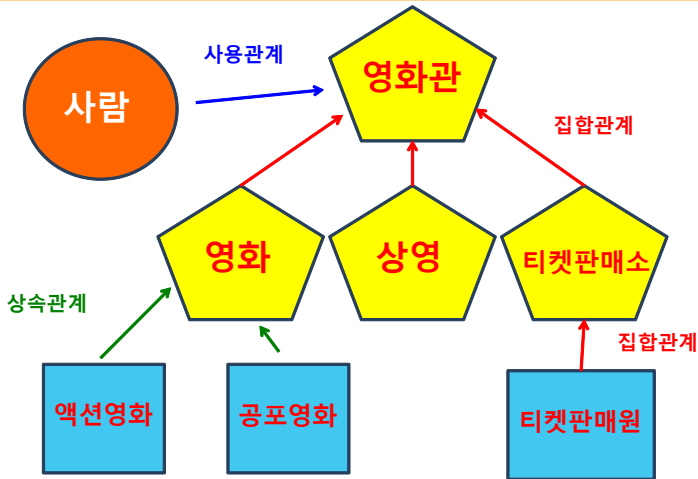 사용관계
영화관
사람
집합관계
영화
상영
티켓판매소
상속관계
집합관계
액션영화
공포영화
티켓판매원